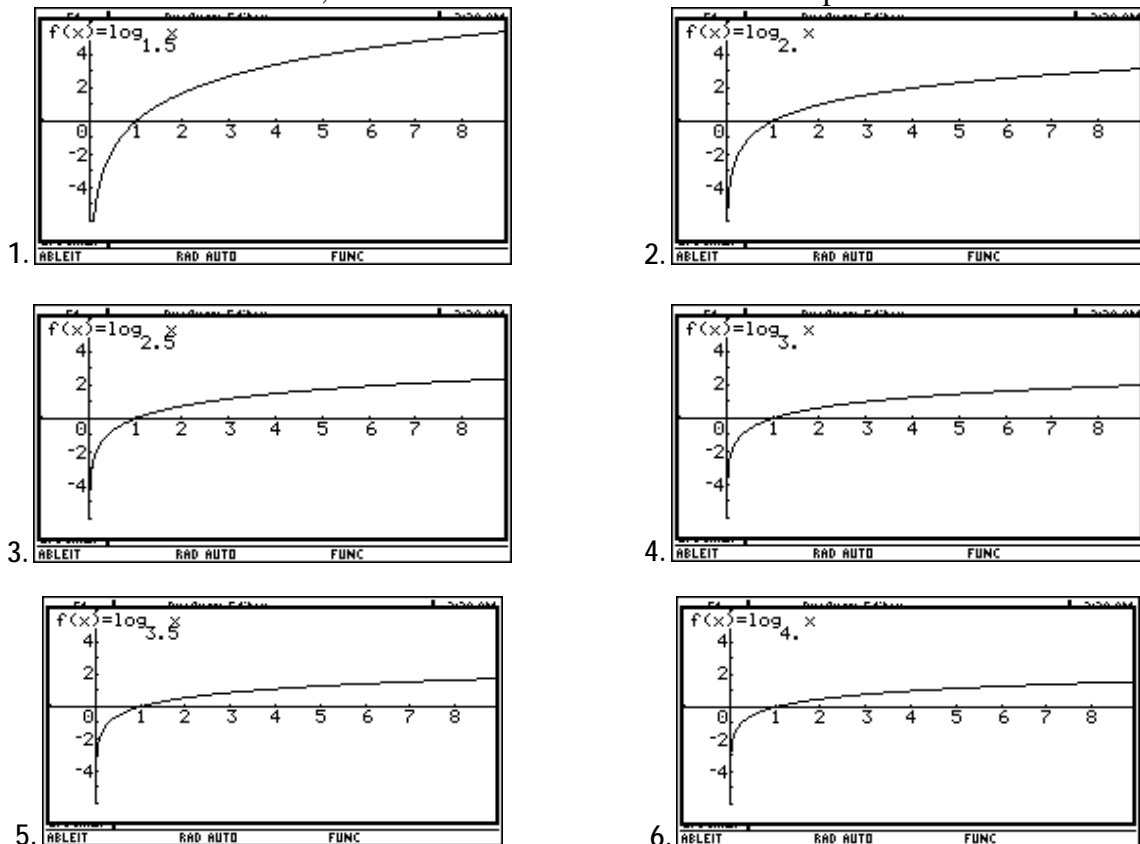 f(x)=log1.5 x
4
2
0 1 2 3 4 5 6 7 8
-2
-4
1. ABLEIT RAD AUTO FUNC
f(x)=log2. x
4
2
0 1 2 3 4 5 6 7 8
-2
-4
2. ABLEIT RAD AUTO FUNC
f(x)=log2.5 x
4
2
0 1 2 3 4 5 6 7 8
-2
-4
3. ABLEIT RAD AUTO FUNC
f(x)=log3. x
4
2
0 1 2 3 4 5 6 7 8
-2
-4
4. ABLEIT RAD AUTO FUNC
f(x)=log3.5 x
4
2
0 1 2 3 4 5 6 7 8
-2
-4
5. ABLEIT RAD AUTO FUNC
f(x)=log4. x
4
2
0 1 2 3 4 5 6 7 8
-2
-4
6. ABLEIT RAD AUTO FUNC